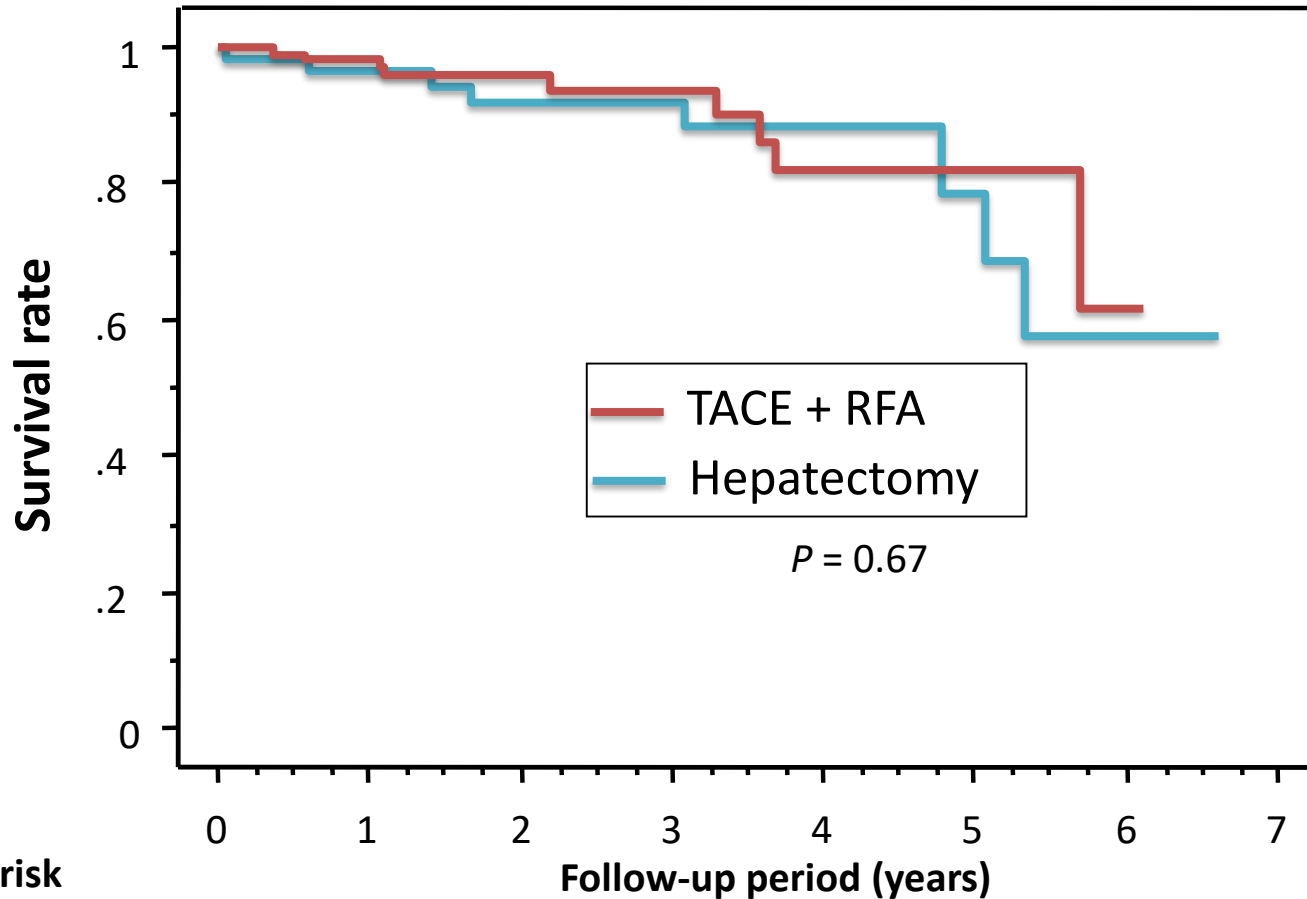 1
.8
.6
.4
.2
0
Survival rate
TACE + RFA
Hepatectomy
P = 0.67
0 1 2 3 4 5 6 7
risk
Follow-up period (years)